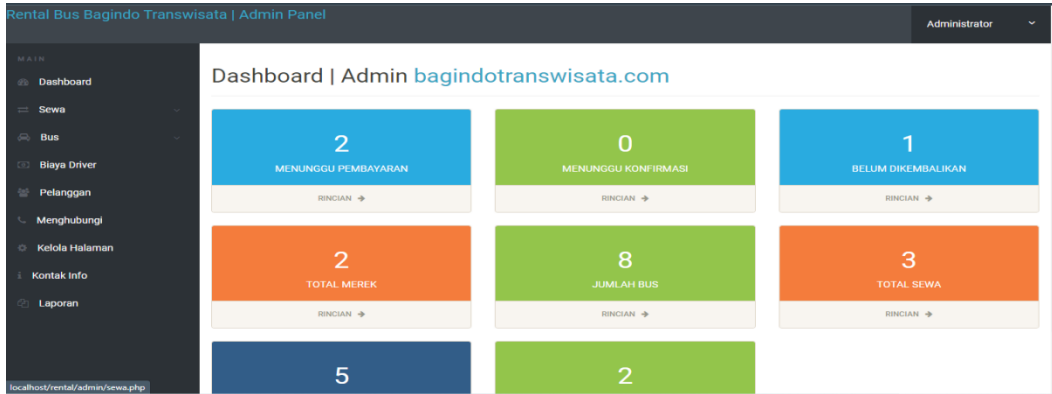 Rental Bus Bagindo Transwisata | Admin Panel
Administrator
MAIN
Dashboard
Sewa
Bus
Biaya Driver
Pelanggan
Menghubungi
Kelola Halaman
Kontak Info
Laporan
localhost/rental/admin/sewa.php
Dashboard | Admin bagindotranswisata.com
2
MENUNGGU PEMBAYARAN
RINCIAN →
0
MENUNGGU KONFIRMASI
RINCIAN →
1
BELUM DIKEMBALIKAN
RINCIAN →
2
TOTAL MEREK
RINCIAN →
8
JUMLAH BUS
RINCIAN →
3
TOTAL SEWA
RINCIAN →
5
2